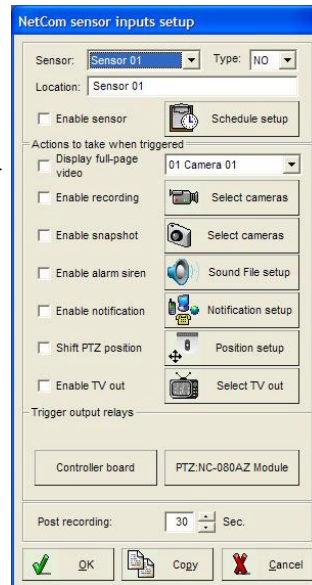 NetCom sensor inputs setup
Sensor: Sensor 01 Type: NO
Location: Sensor 01
Enable sensor Schedule setup
Actions to take when triggered
Display full-page video 01 Camera 01
Enable recording Select cameras
Enable snapshot Select cameras
Enable alarm siren Sound File setup
Enable notification Notification setup
Shift PTZ position Position setup
Enable TV out Select TV out
Trigger output relays
Controller board PTZ:NC-080AZ Module
Post recording: 30 Sec.
OK Copy Cancel